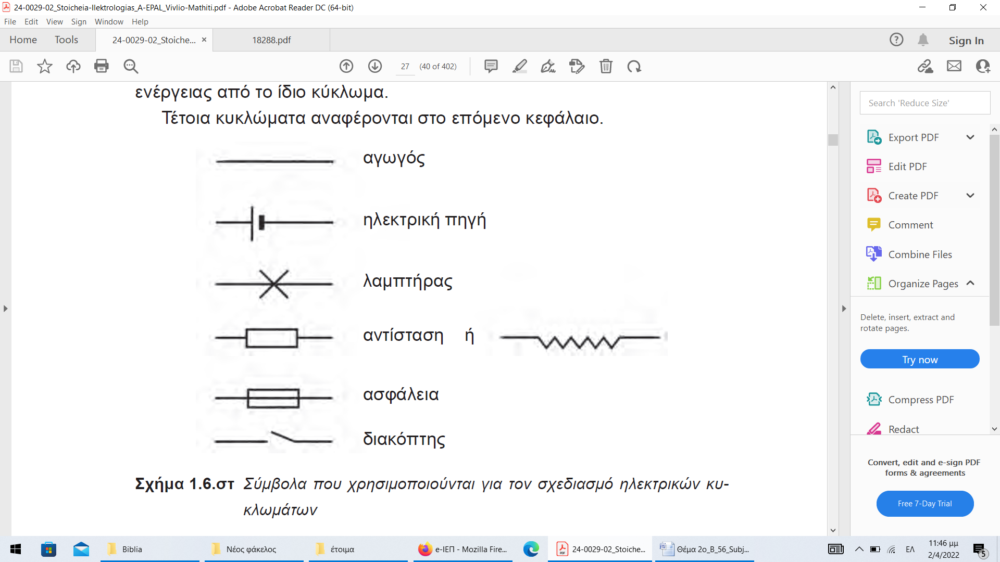 24-0029-02_Stoicheia-Ilektrologias_A-EPAL_Vivlio-Mathiti.pdf - Adobe Acrobat Reader DC (64-bit)
File Edit View Sign Window Help
Home Tools 24-0029-02_Stoiche... × 18288.pdf Sign In
27 (40 of 402)
ενέργειας από το ίδιο κύκλωμα.
Τέτοια κυκλώματα αναφέρονται στο επόμενο κεφάλαιο.
αγωγός
ηλεκτρική πηγή
λαμπτήρας
αντίσταση ή
ασφάλεια
διακόπτης
Σχήμα 1.6.στ Σύμβολα που χρησιμοποιούνται για τον σχεδιασμό ηλεκτρικών κυ-
κλωμάτων
Search 'Reduce Size'
Export PDF
Edit PDF
Create PDF
Comment
Combine Files
Organize Pages
Delete, insert, extract and
rotate pages.
Try now
Compress PDF
Redact
Convert, edit and e-sign PDF
forms & agreements
Free 7-Day Trial
Biblia Νέος φάκελος έτοιμα e-ΙΕΠ - Mozilla Fire... 24-0029-02_Stoiche... Θέμα 2ο_Β_56_Subj... ΕΛ 11:46 μμ
2/4/2022 5